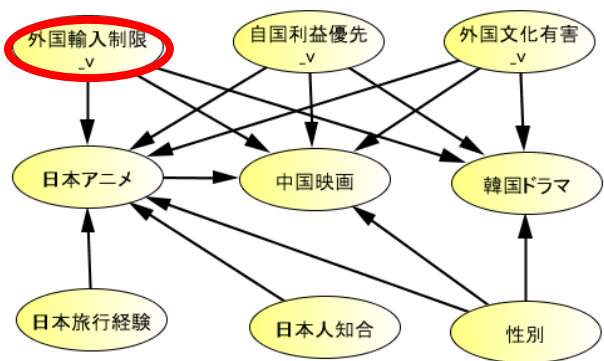 外国輸入制限
_v
自国利益優先
_v
外国文化有害
_v
日本アニメ
中国映画
韓国ドラマ
日本旅行経験
日本人知合
性別